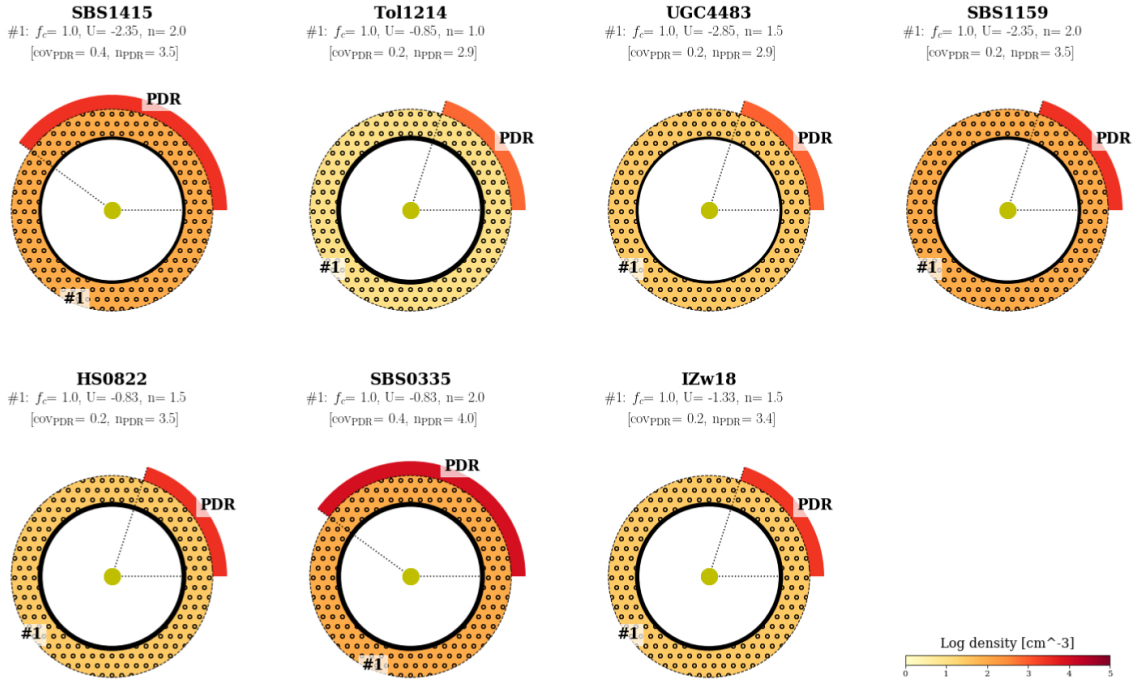 SBS1415
#1: f_c= 1.0, U= -2.35, n= 2.0
[cov_PDR= 0.4, n_PDR= 3.5]
PDR
#1
Tol1214
#1: f_c= 1.0, U= -0.85, n= 1.0
[cov_PDR= 0.2, n_PDR= 2.9]
PDR
#1
UGC4483
#1: f_c= 1.0, U= -2.85, n= 1.5
[cov_PDR= 0.2, n_PDR= 2.9]
PDR
#1
SBS1159
#1: f_c= 1.0, U= -2.35, n= 2.0
[cov_PDR= 0.2, n_PDR= 3.5]
PDR
#1
HS0822
#1: f_c= 1.0, U= -0.83, n= 1.5
[cov_PDR= 0.2, n_PDR= 3.5]
PDR
#1
SBS0335
#1: f_c= 1.0, U= -0.83, n= 2.0
[cov_PDR= 0.4, n_PDR= 4.0]
PDR
#1
IZw18
#1: f_c= 1.0, U= -1.33, n= 1.5
[cov_PDR= 0.2, n_PDR= 3.4]
PDR
#1
Log density [cm^-3]
0 1 2 3 4 5